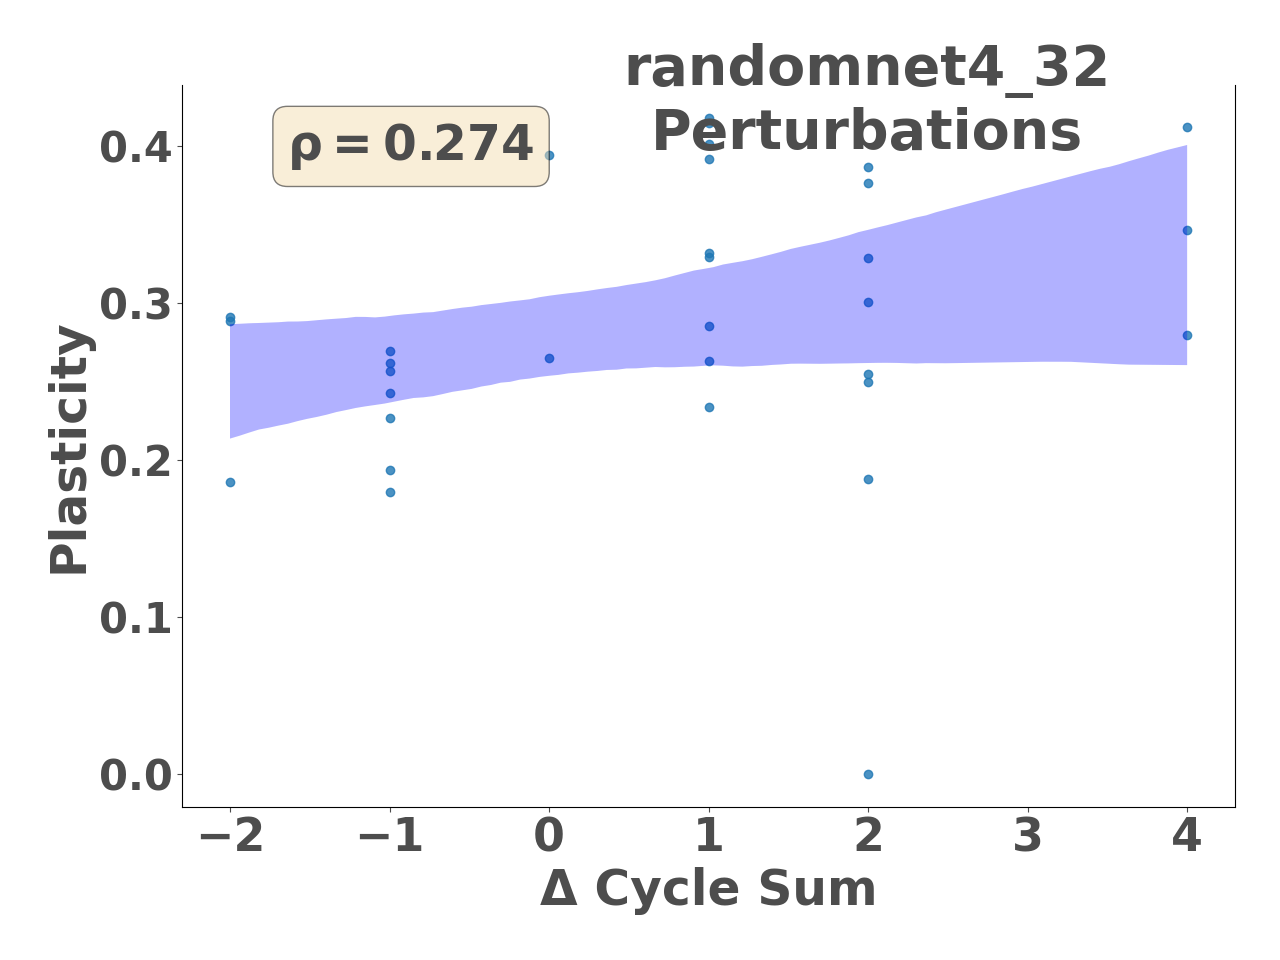 randomnet4_32
Perturbations
ρ = 0.274
Plasticity
0.4
0.3
0.2
0.1
0.0
−2 −1 0 1 2 3 4
Δ Cycle Sum